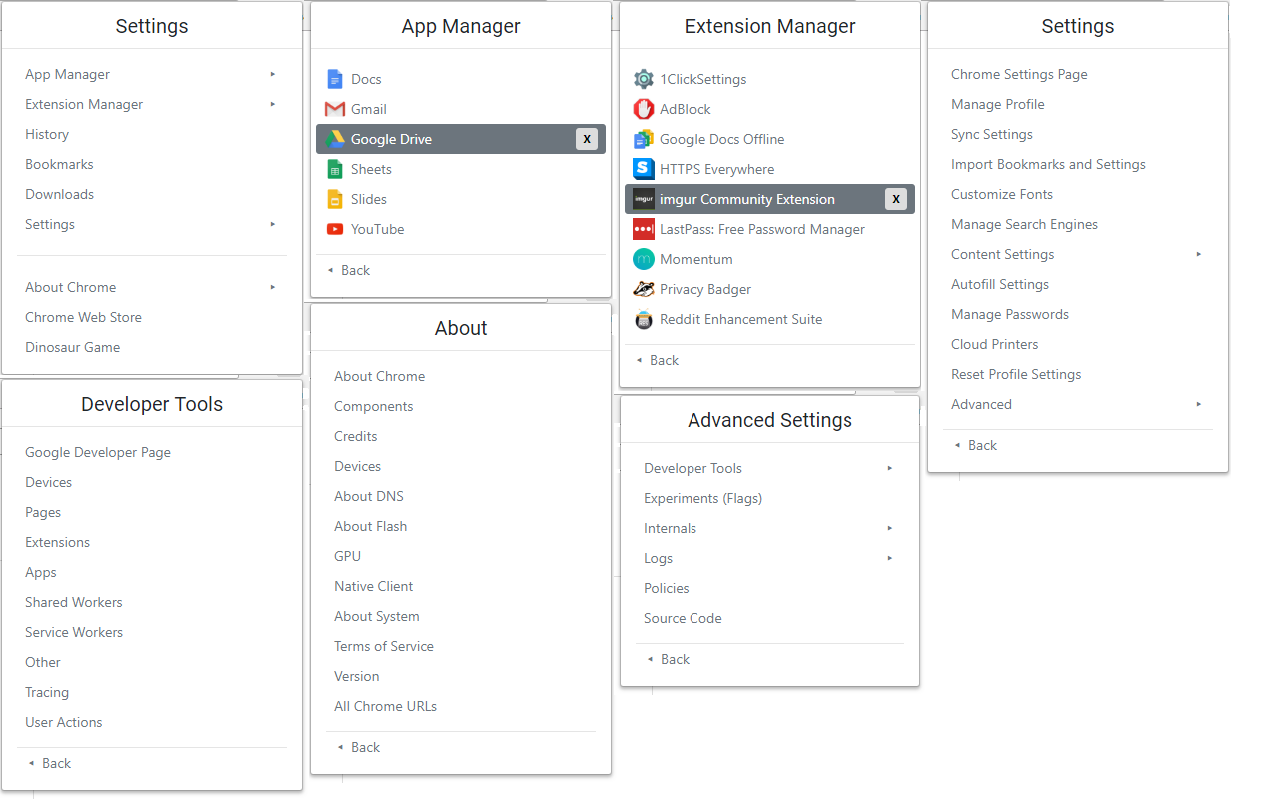 Settings
App Manager
Extension Manager
History
Bookmarks
Downloads
Settings
About Chrome
Chrome Web Store
Dinosaur Game
Developer Tools
Google Developer Page
Devices
Pages
Extensions
Apps
Shared Workers
Service Workers
Other
Tracing
User Actions
Back
App Manager
Docs
Gmail
Google Drive X
Sheets
Slides
YouTube
Back
About
About Chrome
Components
Credits
Devices
About DNS
About Flash
GPU
Native Client
About System
Terms of Service
Version
All Chrome URLs
Back
Extension Manager
1ClickSettings
AdBlock
Google Docs Offline
S HTTPS Everywhere
imgur imgur Community Extension X
LastPass: Free Password Manager
m Momentum
Privacy Badger
Reddit Enhancement Suite
Back
Advanced Settings
Developer Tools
Experiments (Flags)
Internals
Logs
Policies
Source Code
Back
Settings
Chrome Settings Page
Manage Profile
Sync Settings
Import Bookmarks and Settings
Customize Fonts
Manage Search Engines
Content Settings
Autofill Settings
Manage Passwords
Cloud Printers
Reset Profile Settings
Advanced
Back